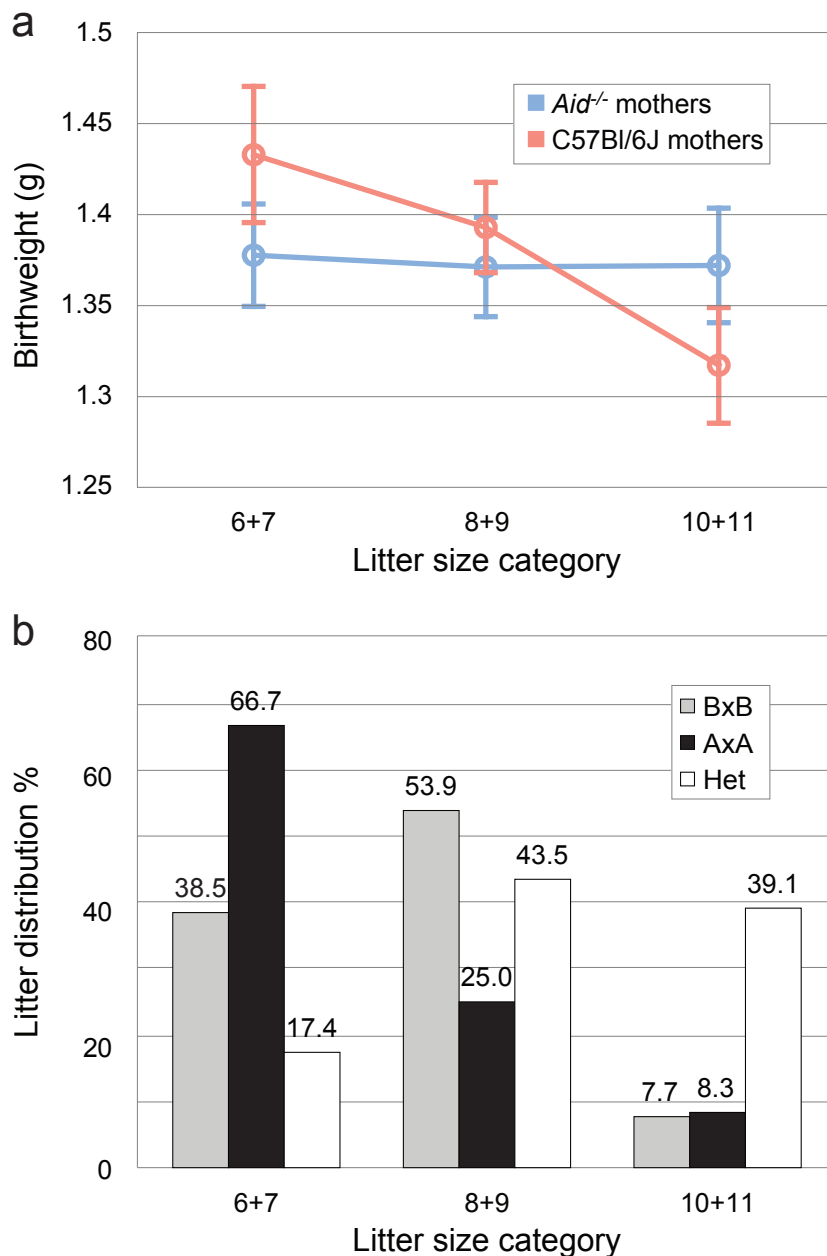 a
1.5
1.45
1.4
1.35
1.3
1.25
Birthweight (g)
Aid-/- mothers
C57Bl/6J mothers
6+7 8+9 10+11
Litter size category
b
80
60
40
20
0
Litter distribution %
BxB
AxA
Het
38.5 66.7 17.4
53.9 25.0 43.5
7.7 8.3 39.1
6+7 8+9 10+11
Litter size category